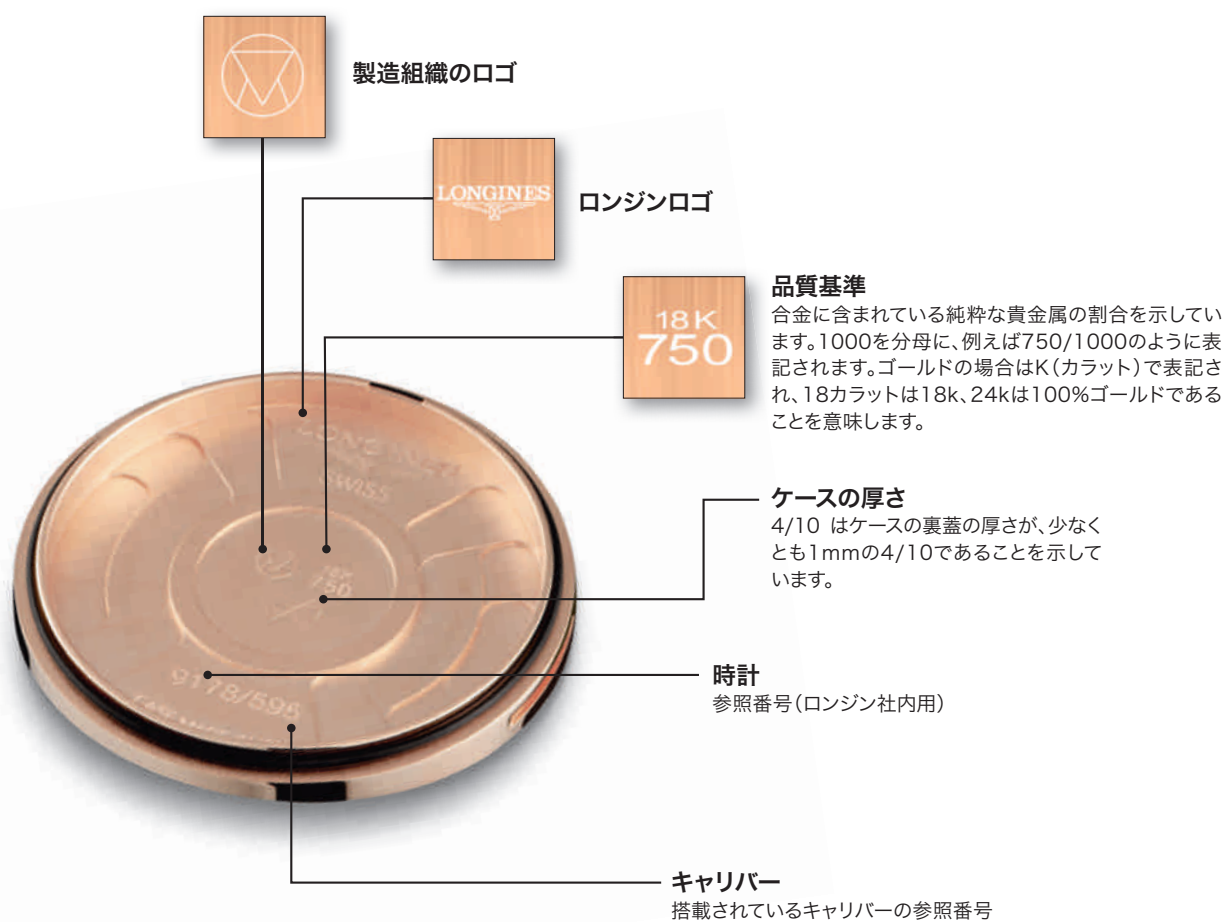 製造組織のロゴ
LONGINES
ロンジンロゴ
18K
750
品質基準
合金に含まれている純粋な貴金属の割合を示してい
ます。1000を分母に、例えば750/1000のように表
記されます。ゴールドの場合はK(カラット)で表記さ
れ、18カラットは18k、24kは100%ゴールドである
ことを意味します。
SWISS
18K
750
ケースの厚さ
4/10 はケースの裏蓋の厚さが、少なく
とも1mmの4/10であることを示して
います。
9178/595
時計
参照番号(ロンジン社内用)
キャリバー
搭載されているキャリバーの参照番号